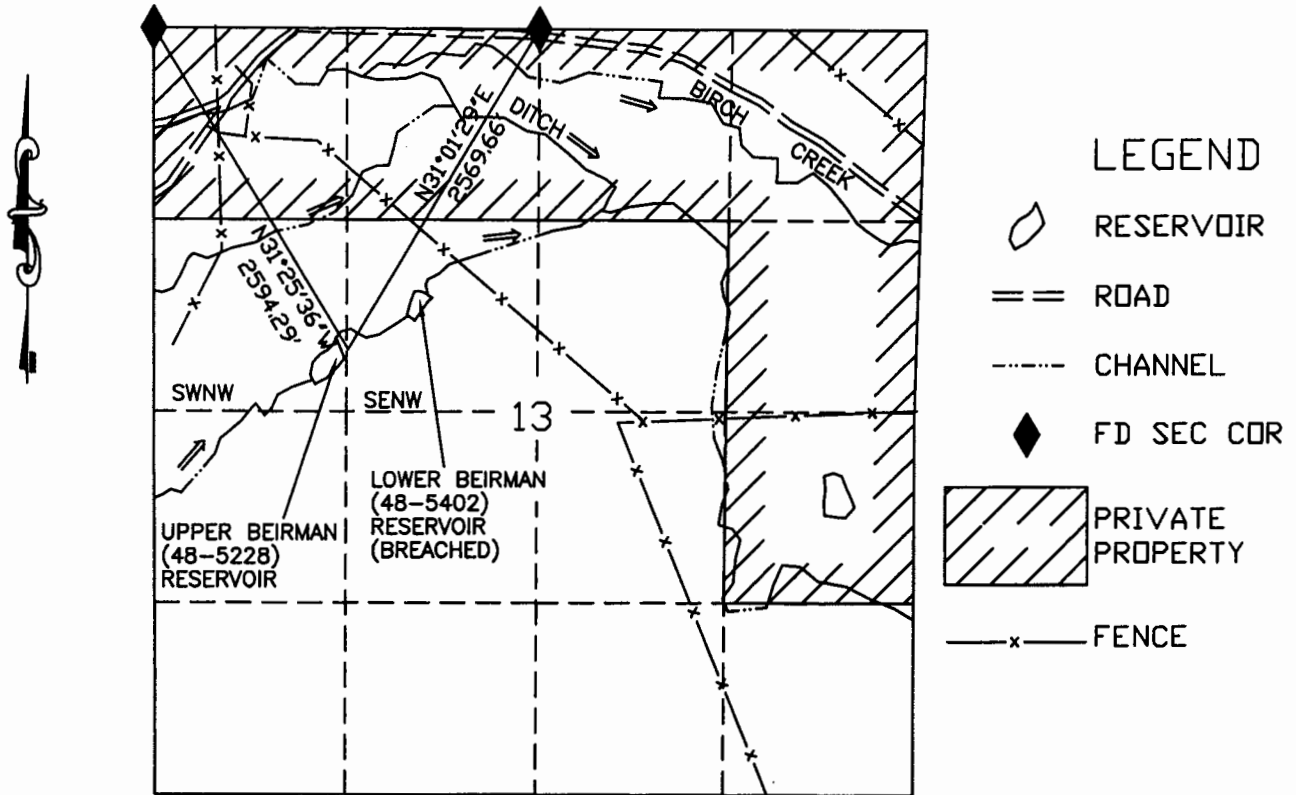 BIRCH
CREEK
DITCH
N31°01'29"E
2569.66'
N31°25'36"W
2594.29'
SWNW
SENW
13
UPPER BEIRMAN
(48-5228)
RESERVOIR
LOWER BEIRMAN
(48-5402)
RESERVOIR
(BREACHED)
LEGEND
RESERVOIR
ROAD
CHANNEL
FD SEC COR
PRIVATE
PROPERTY
FENCE